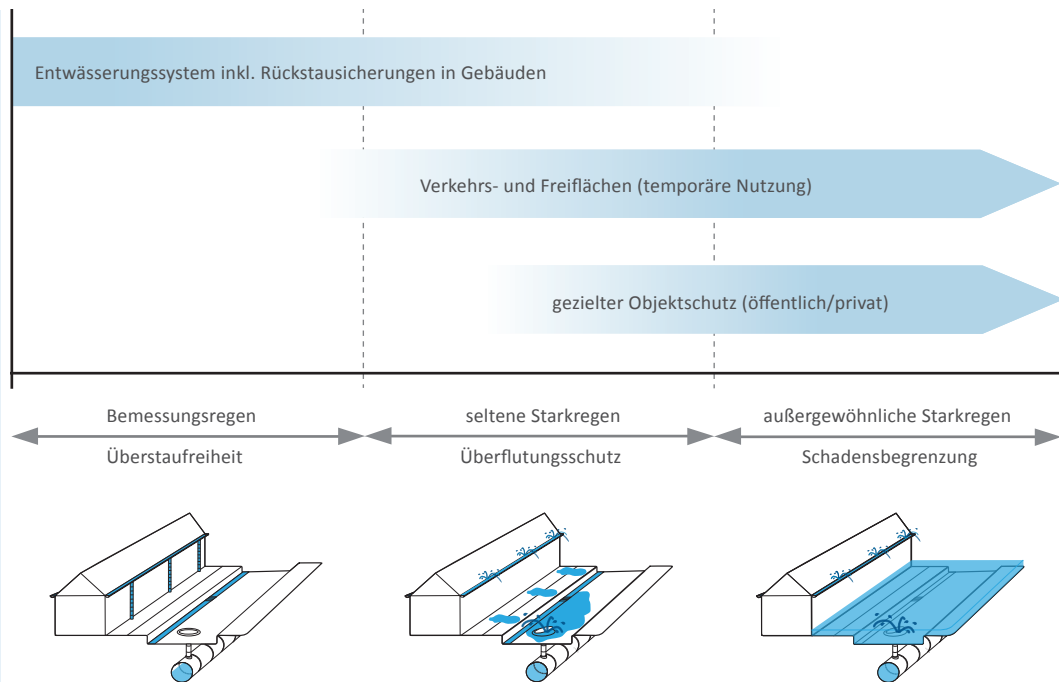 Entwässerungssystem inkl. Rückstausicherungen in Gebäuden
Verkehrs- und Freiflächen (temporäre Nutzung)
gezielter Objektschutz (öffentlich/privat)
Bemessungsregen
seltene Starkregen
außergewöhnliche Starkregen
Überstaufreiheit
Überflutungsschutz
Schadensbegrenzung